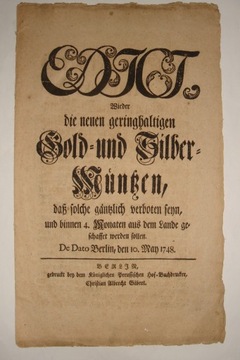 EDICT,
Wieder
die neuen geringhaltigen
Gold- und Silber-
Müntzen,
daß solche gäntzlich verboten seyn,
und binnen 4. Monaten aus dem Lande ge-
schaffet werden sollen.
De Dato Berlin, den 10. May 1748.
BERLIN,
gedruckt bey dem Königlichen Preußischen Hof-Buchdrucker,
Christian Albrecht Gäbert.